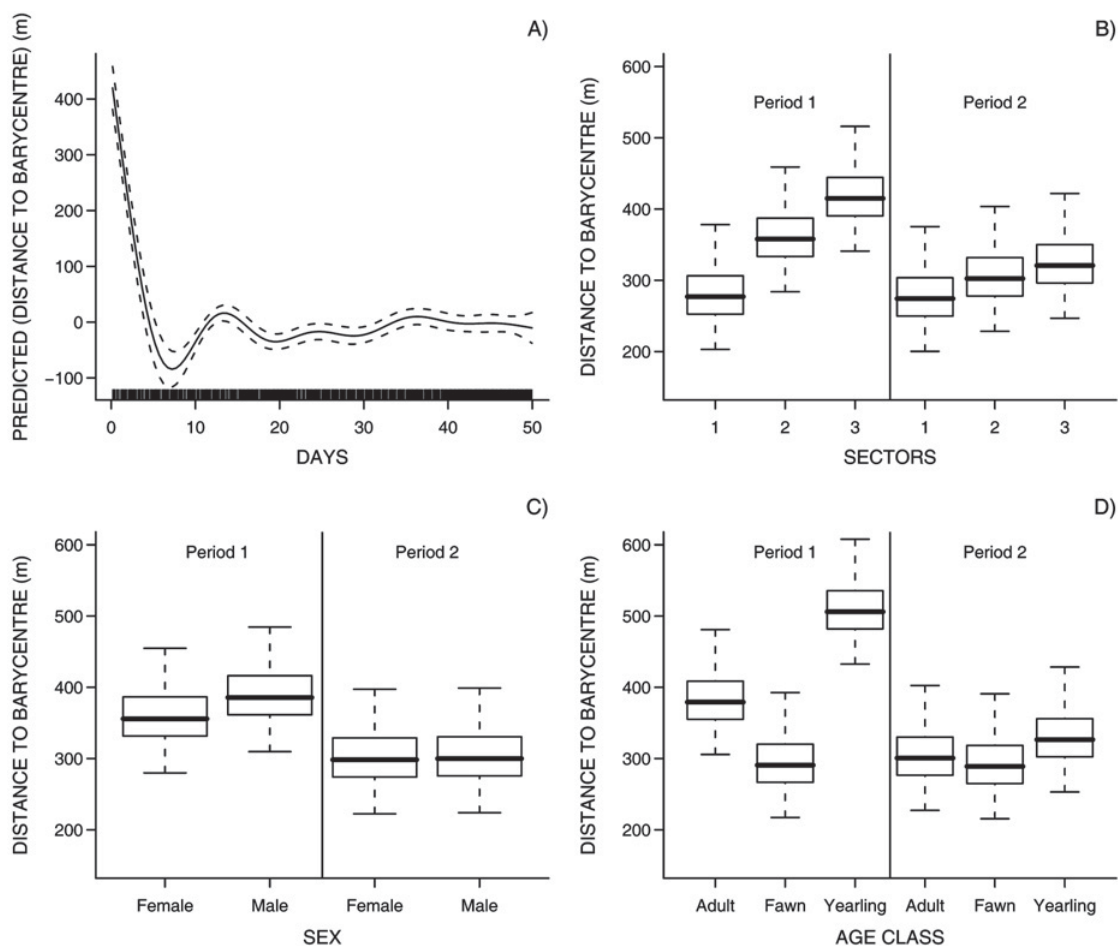 A)
PREDICTED (DISTANCE TO BARYCENTRE) (m)
400
300
200
100
0
−100
0 10 20 30 40 50
DAYS
B)
DISTANCE TO BARYCENTRE (m)
600
500
400
300
200
Period 1 Period 2
1 2 3 1 2 3
SECTORS
C)
DISTANCE TO BARYCENTRE (m)
600
500
400
300
200
Period 1 Period 2
Female Male Female Male
SEX
D)
DISTANCE TO BARYCENTRE (m)
600
500
400
300
200
Period 1 Period 2
Adult Fawn Yearling Adult Fawn Yearling
AGE CLASS